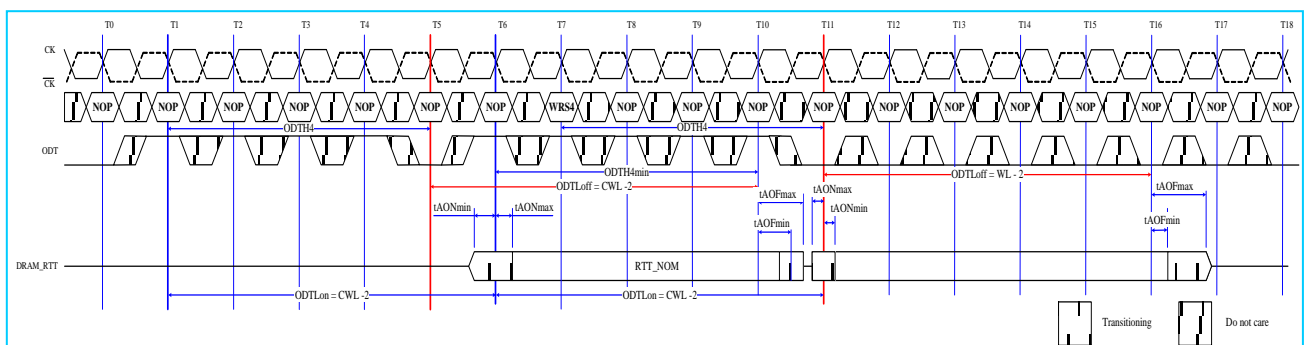 T0 T1 T2 T3 T4 T5 T6 T7 T8 T9 T10 T11 T12 T13 T14 T15 T16 T17 T18
CK
CK
NOP NOP NOP NOP NOP NOP NOP WRS4 NOP NOP NOP NOP NOP NOP NOP NOP NOP NOP NOP
ODTH4 ODTH4
ODT
ODTH4min ODTLoff = WL - 2
ODTLoff = CWL -2 tAOFmax tAONmax tAOFmax
tAONmin tAONmax tAONmin
tAOFmin tAOFmin
DRAM_RTT RTT_NOM
ODTLon = CWL -2 ODTLon = CWL -2
Transitioning Do not care